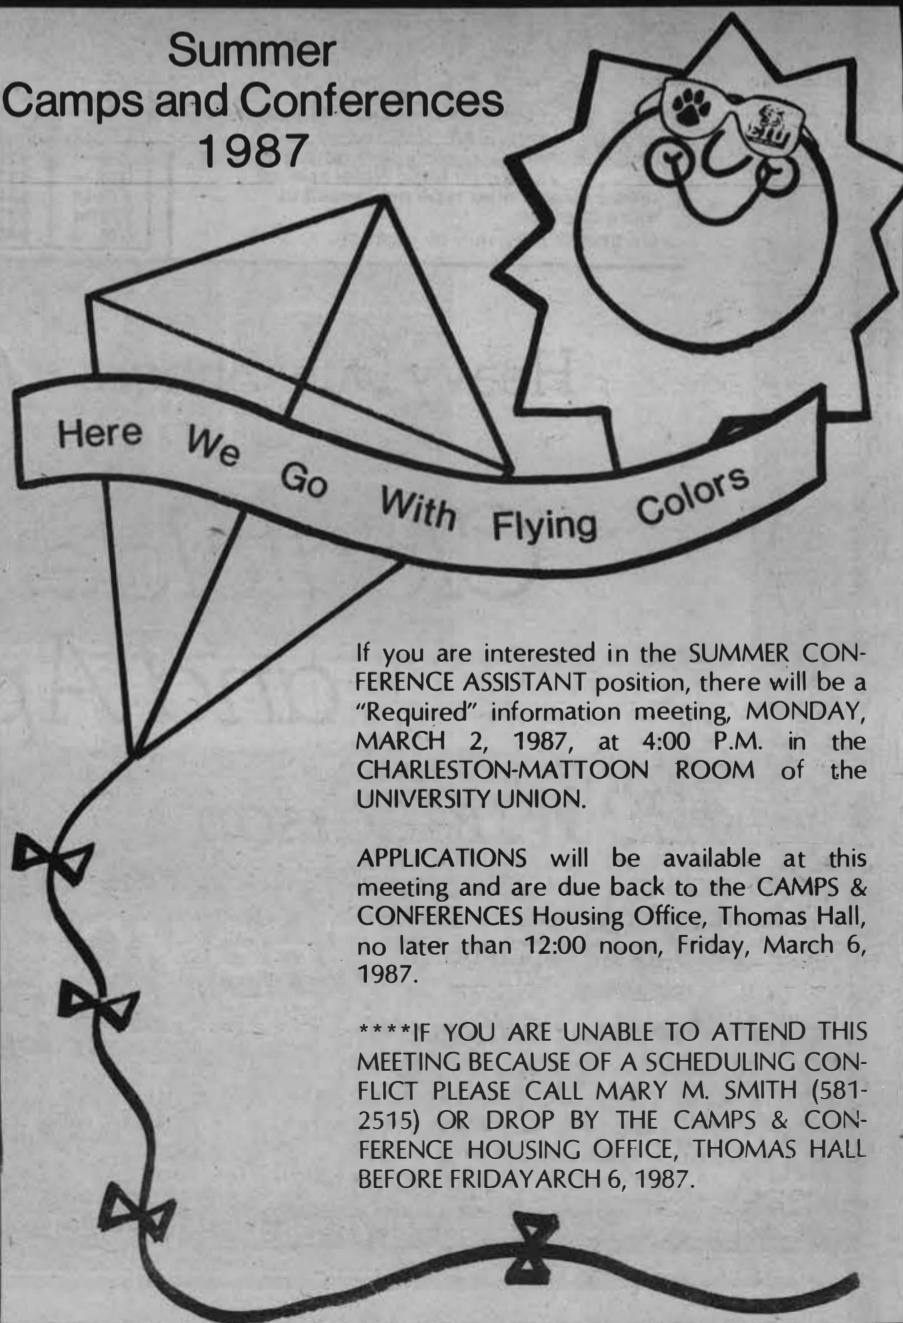 Summer
Camps and Conferences
1987
EIU
Here We Go With Flying Colors
If you are interested in the SUMMER CON-
FERENCE ASSISTANT position, there will be a
"Required" information meeting, MONDAY,
MARCH 2, 1987, at 4:00 P.M. in the
CHARLESTON-MATTOON ROOM of the
UNIVERSITY UNION.
APPLICATIONS will be available at this
meeting and are due back to the CAMPS &
CONFERENCES Housing Office, Thomas Hall,
no later than 12:00 noon, Friday, March 6,
1987.
****IF YOU ARE UNABLE TO ATTEND THIS
MEETING BECAUSE OF A SCHEDULING CON-
FLICT PLEASE CALL MARY M. SMITH (581-
2515) OR DROP BY THE CAMPS & CON-
FERENCE HOUSING OFFICE, THOMAS HALL
BEFORE FRIDAYARCH 6, 1987.